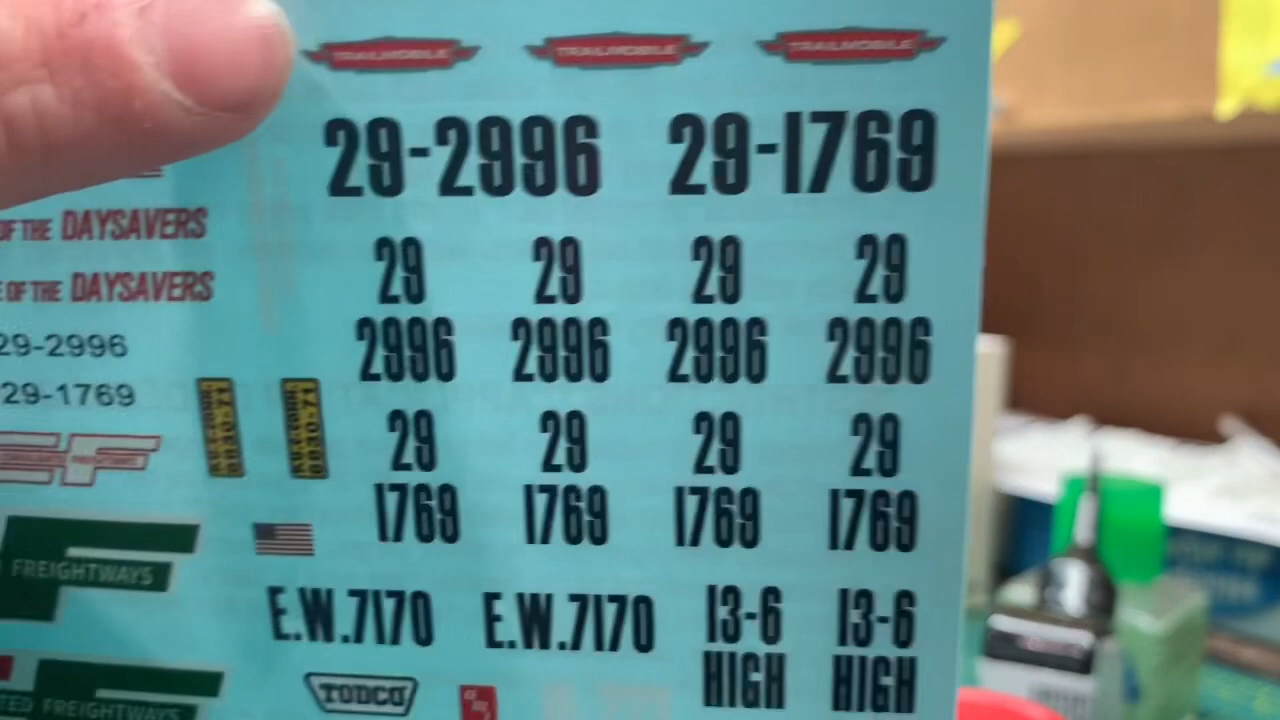 TRAILMOBILE TRAILMOBILE TRAILMOBILE
29-2996 29-1769
OF THE DAYSAVERS
29 29 29 29
OF THE DAYSAVERS
29-2996
2996 2996 2996 2996
29-1769
29 29 29 29
1769 1769 1769 1769
FREIGHTWAYS
E.W.7170 E.W.7170 13-6 13-6
HIGH HIGH
TODCO
FREIGHTWAYS